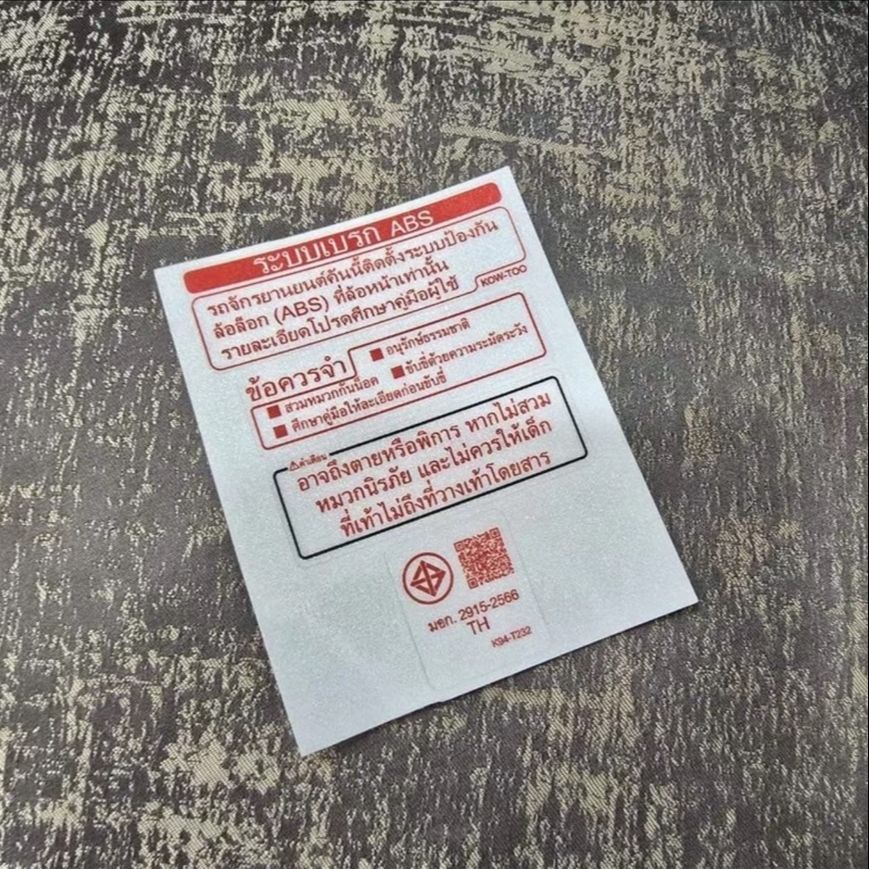 ระบบเบรก ABS
รถจักรยานยนต์คันนี้ติดตั้งระบบป้องกัน
ล้อล็อก (ABS) ที่ล้อหน้าเท่านั้น
รายละเอียดโปรดศึกษาคู่มือผู้ใช้
KOW-TOO
ข้อควรจำ
■ อนุรักษ์ธรรมชาติ
■ สวมหมวกกันน็อค ■ ขับขี่ด้วยความระมัดระวัง
■ ศึกษาคู่มือให้ละเอียดก่อนขับขี่
⚠คำเตือน
อาจถึงตายหรือพิการ หากไม่สวม
หมวกนิรภัย และไม่ควรให้เด็ก
ที่เท้าไม่ถึงที่วางเท้าโดยสาร
มอก. 2915-2566
TH
K94-T232